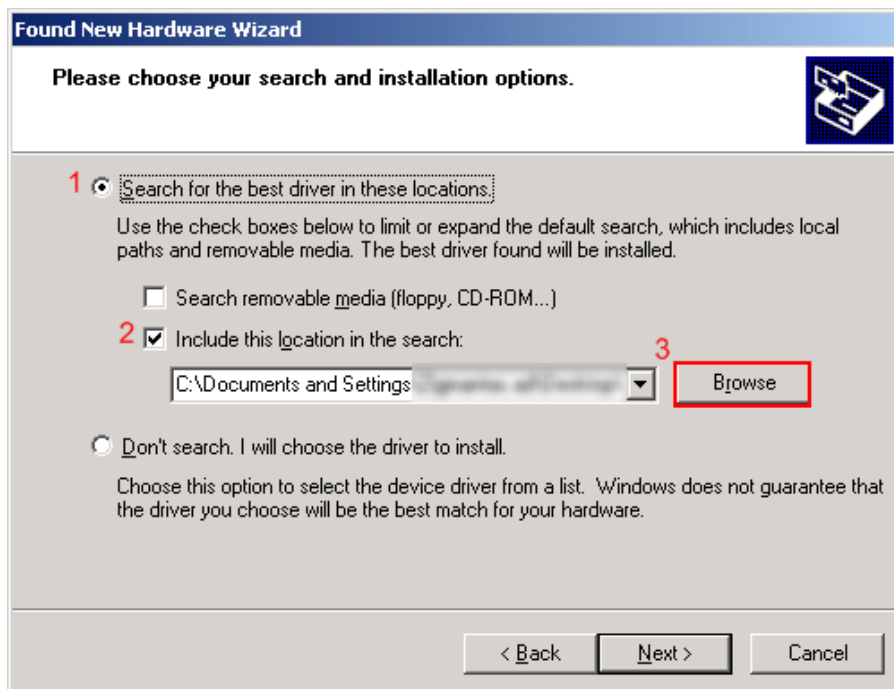 Found New Hardware Wizard
Please choose your search and installation options.
1 Search for the best driver in these locations.
Use the check boxes below to limit or expand the default search, which includes local
paths and removable media. The best driver found will be installed.
Search removable media (floppy, CD-ROM...)
2 Include this location in the search:
3
C:\Documents and Settings
Browse
Don't search. I will choose the driver to install.
Choose this option to select the device driver from a list. Windows does not guarantee that
the driver you choose will be the best match for your hardware.
< Back Next > Cancel